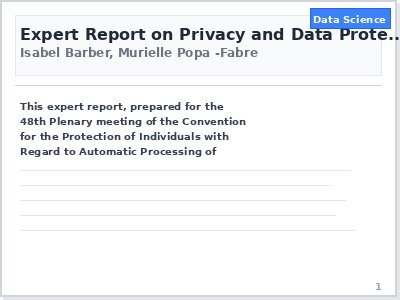 Data Science
Expert Report on Privacy and Data Prote...
Isabel Barber, Murielle Popa -Fabre
This expert report, prepared for the
48th Plenary meeting of the Convention
for the Protection of Individuals with
Regard to Automatic Processing of
1